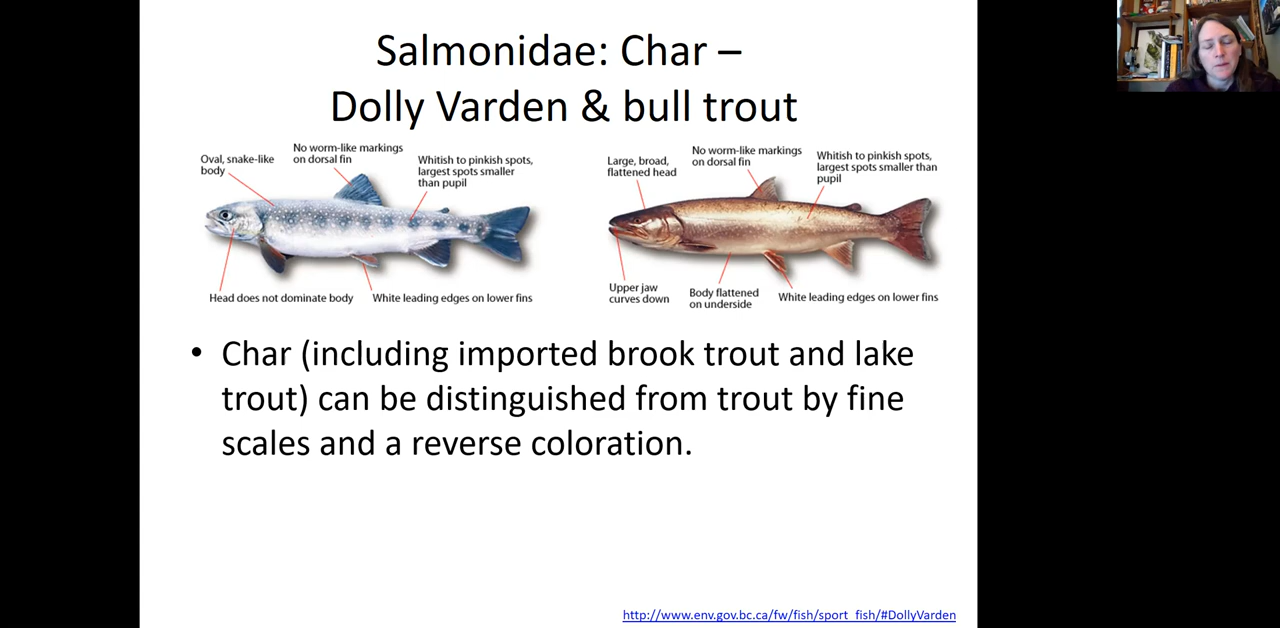 Salmonidae: Char –
Dolly Varden & bull trout
Oval, snake-like
body
No worm-like markings
on dorsal fin
Whitish to pinkish spots,
largest spots smaller
than pupil
Head does not dominate body
White leading edges on lower fins
Large, broad,
flattened head
No worm-like markings
on dorsal fin
Whitish to pinkish spots,
largest spots smaller than
pupil
Upper jaw
curves down
Body flattened
on underside
White leading edges on lower fins
• Char (including imported brook trout and lake
trout) can be distinguished from trout by fine
scales and a reverse coloration.
http://www.env.gov.bc.ca/fw/fish/sport_fish/#DollyVarden